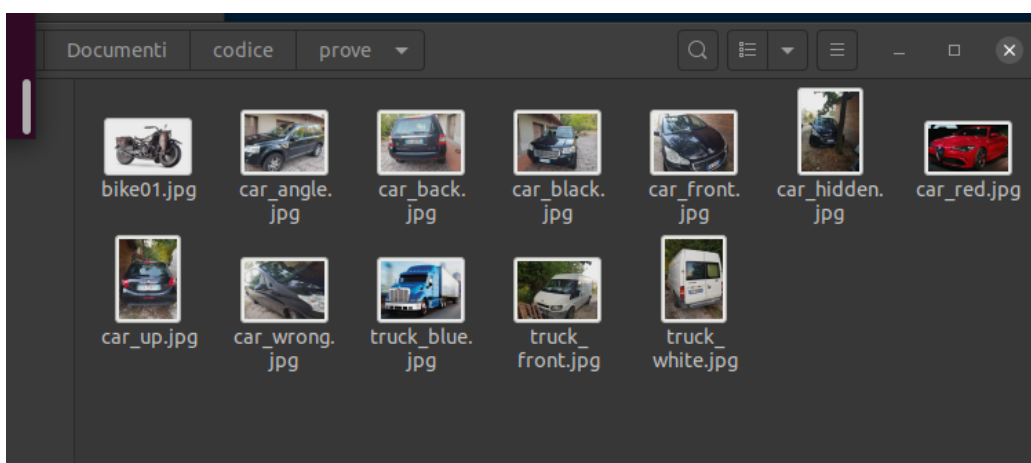 Documenti codice prove
bike01.jpg car_angle. car_back. car_black. car_front. car_hidden. car_red.jpg
jpg jpg jpg jpg jpg
car_up.jpg car_wrong. truck_blue. truck_ truck_
jpg jpg front.jpg white.jpg